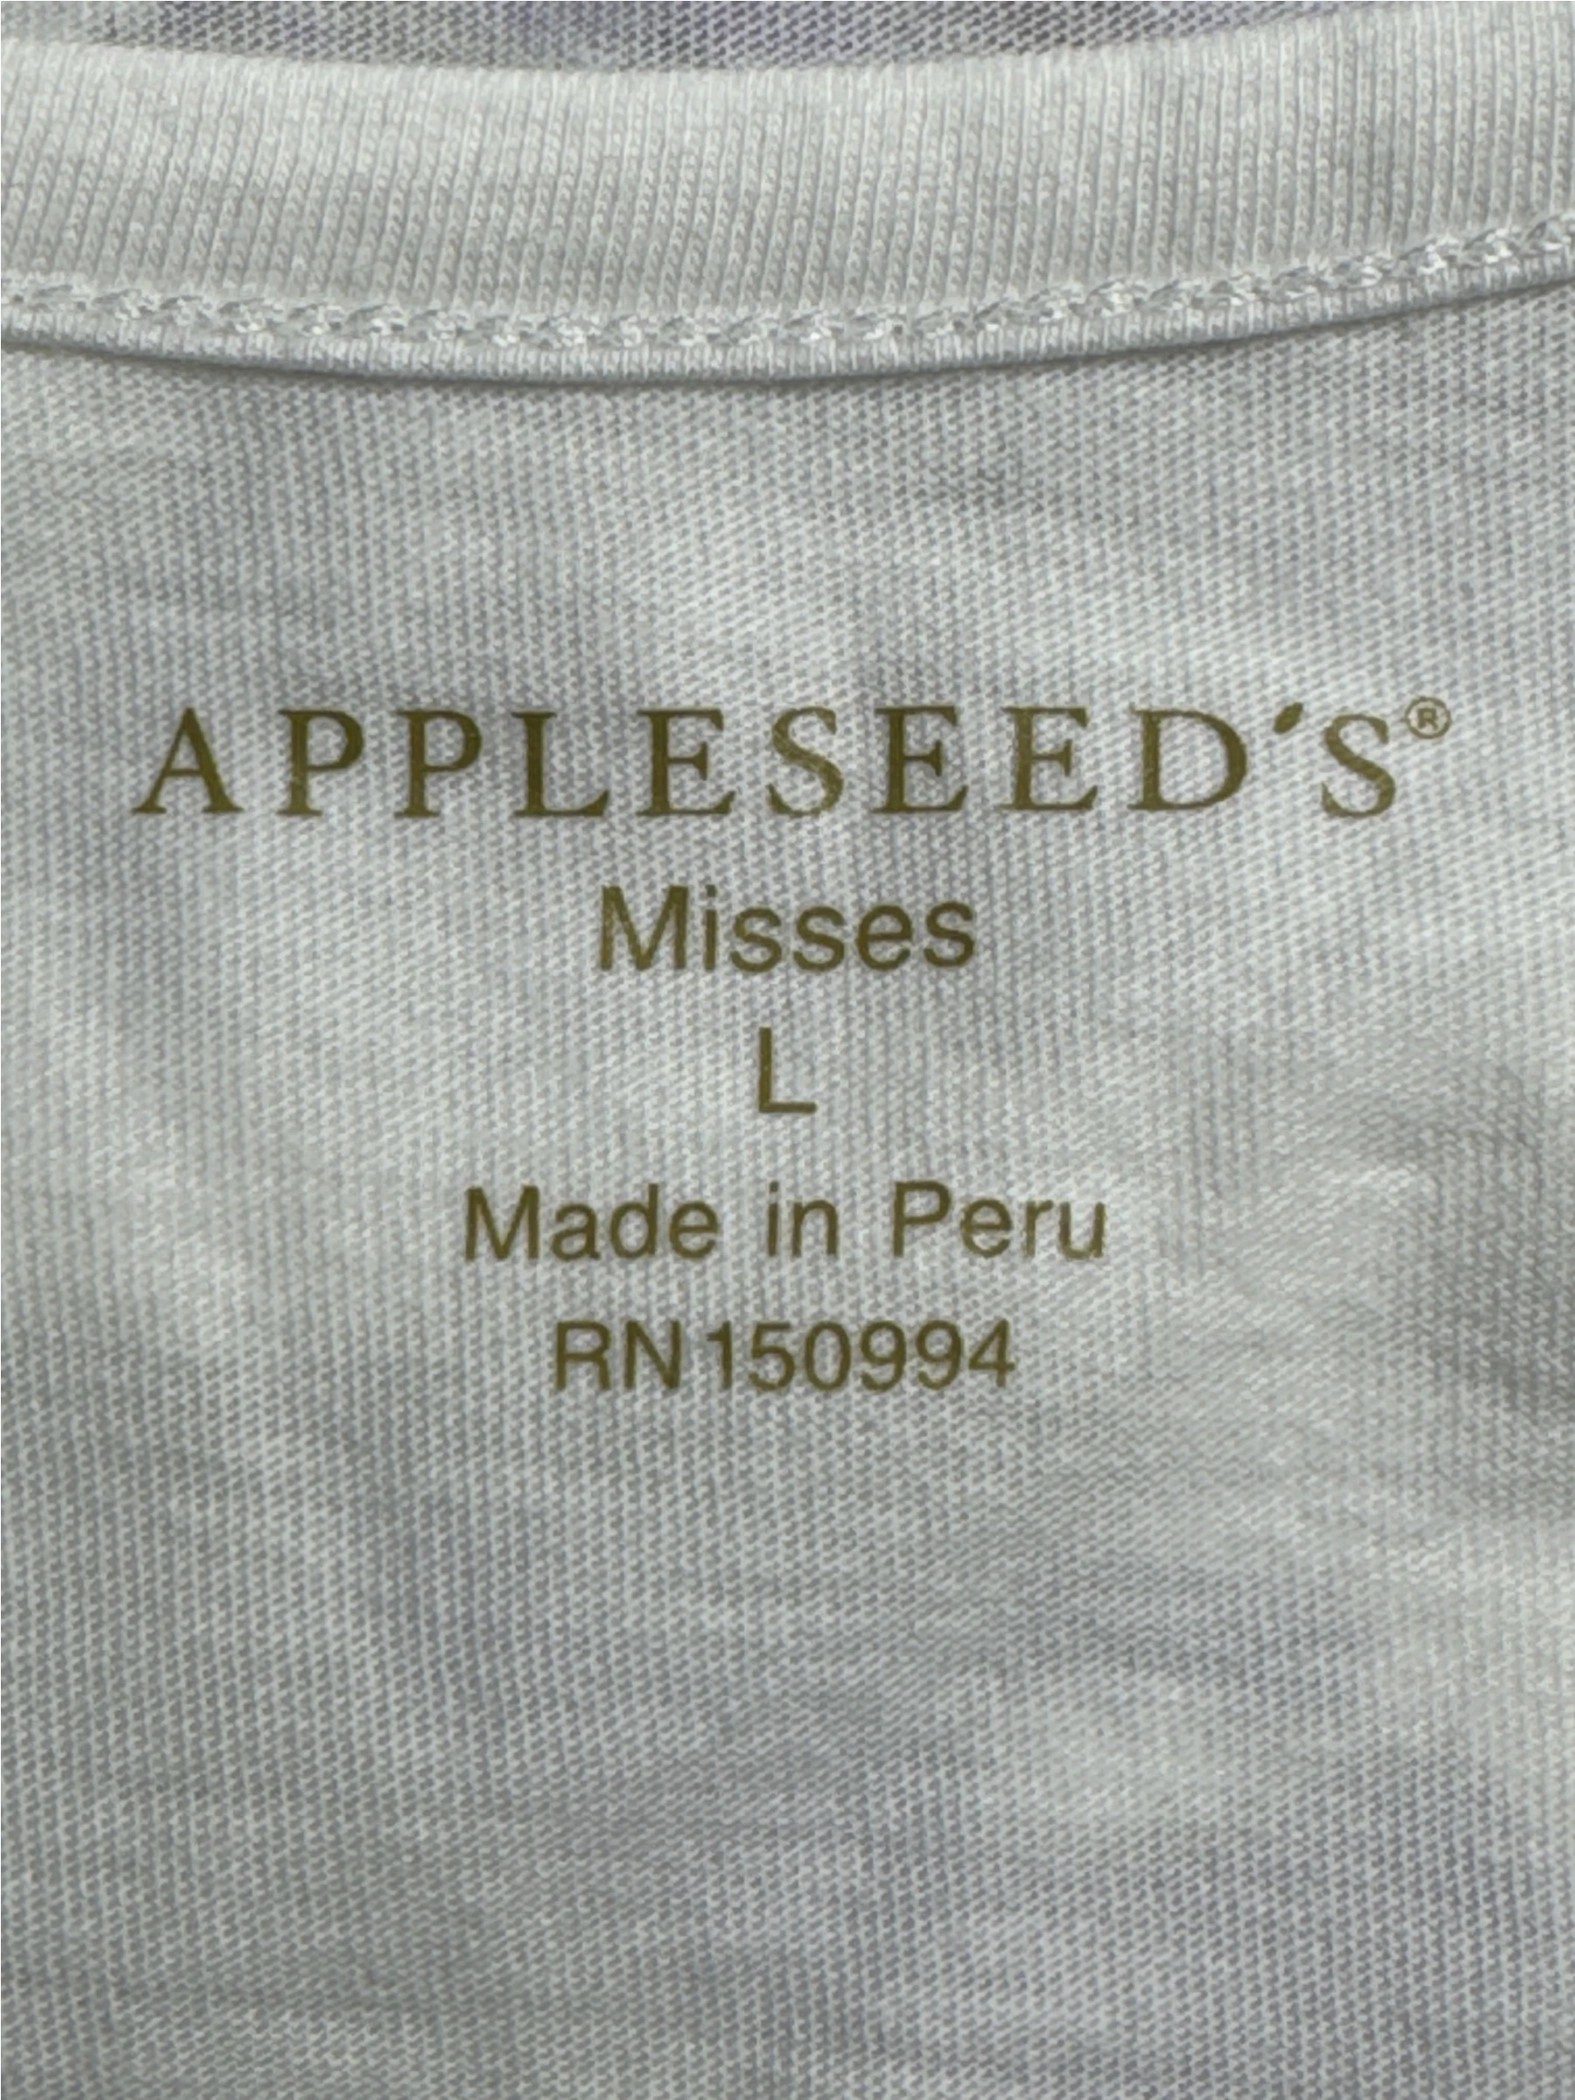 APPLESEED'S®
Misses
L
Made in Peru
RN150994